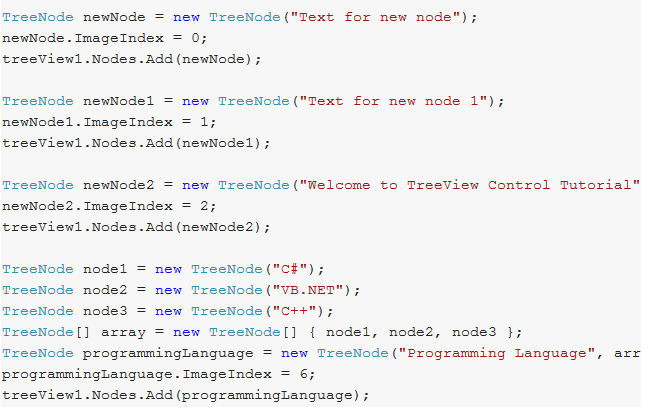 TreeNode newNode = new TreeNode("Text for new node");
newNode.ImageIndex = 0;
treeView1.Nodes.Add(newNode);
TreeNode newNode1 = new TreeNode("Text for new node 1");
newNode1.ImageIndex = 1;
treeView1.Nodes.Add(newNode1);
TreeNode newNode2 = new TreeNode("Welcome to TreeView Control Tutorial"
newNode2.ImageIndex = 2;
treeView1.Nodes.Add(newNode2);
TreeNode node1 = new TreeNode("C#");
TreeNode node2 = new TreeNode("VB.NET");
TreeNode node3 = new TreeNode("C++");
TreeNode[] array = new TreeNode[] { node1, node2, node3 };
TreeNode programmingLanguage = new TreeNode("Programming Language", arr
programmingLanguage.ImageIndex = 6;
treeView1.Nodes.Add(programmingLanguage);